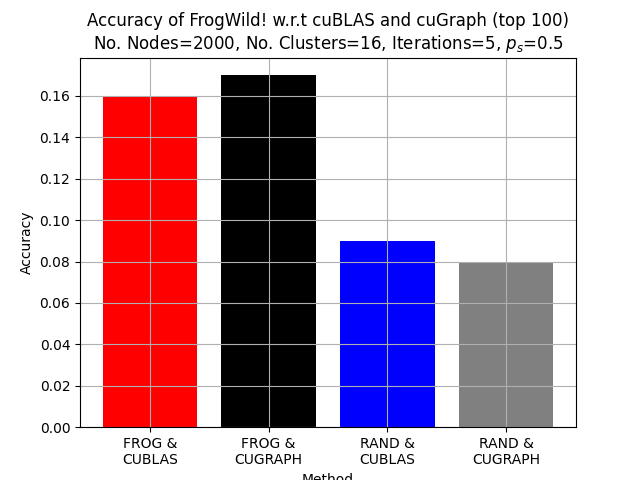 Accuracy of FrogWild! w.r.t cuBLAS and cuGraph (top 100)
No. Nodes=2000, No. Clusters=16, Iterations=5, pₛ=0.5
Accuracy
0.16
0.14
0.12
0.10
0.08
0.06
0.04
0.02
0.00
FROG &
CUBLAS
FROG &
CUGRAPH
RAND &
CUBLAS
RAND &
CUGRAPH
Method